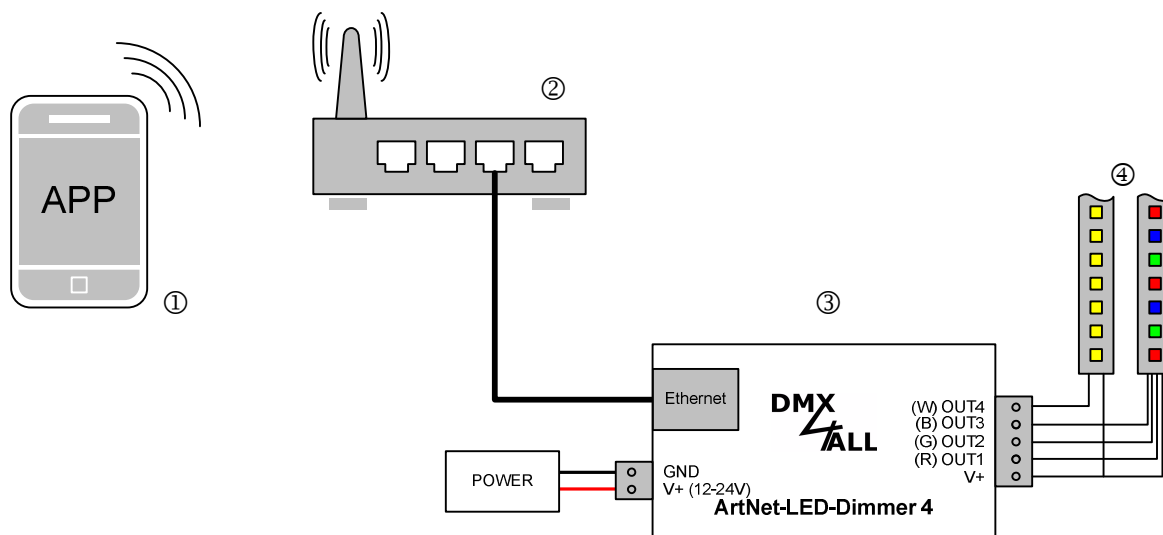 ②
④
APP
①
③
Ethernet
DMX
4
ALL
(W) OUT4
(B) OUT3
(G) OUT2
(R) OUT1
V+
POWER
GND
V+ (12-24V)
ArtNet-LED-Dimmer 4